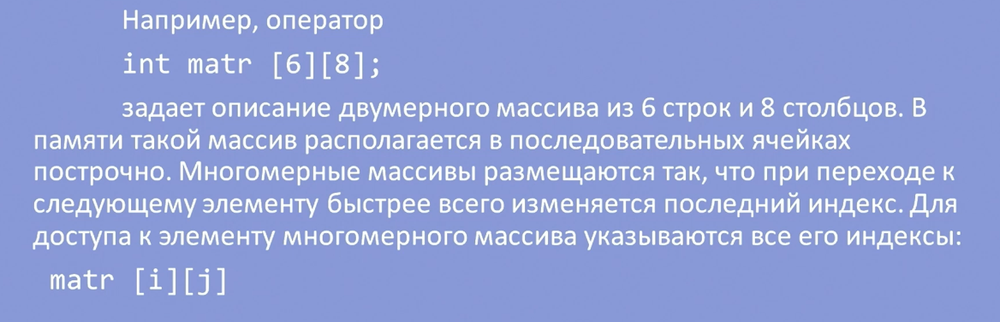 Например, оператор
int matr [6][8];
задает описание двумерного массива из 6 строк и 8 столбцов. В
памяти такой массив располагается в последовательных ячейках
построчно. Многомерные массивы размещаются так, что при переходе к
следующему элементу быстрее всего изменяется последний индекс. Для
доступа к элементу многомерного массива указываются все его индексы:
matr [i][j]